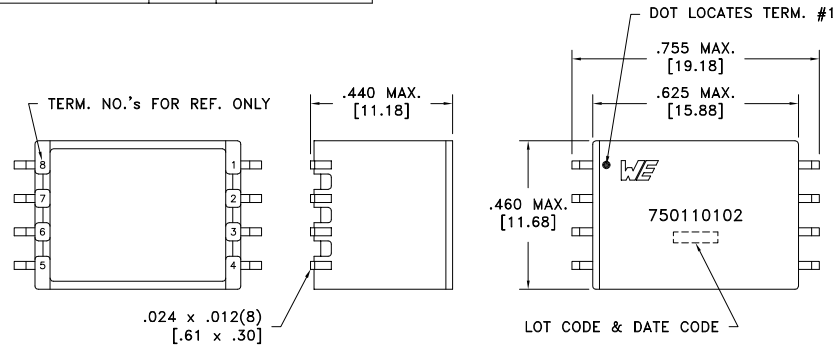 DOT LOCATES TERM. #1
.755 MAX.
[19.18]
TERM. NO.'s FOR REF. ONLY
.440 MAX.
[11.18]
.625 MAX.
[15.88]
8
1
7
2
6
3
5
4
WE
.460 MAX.
[11.68]
750110102
.024 x .012(8)
[.61 x .30]
LOT CODE & DATE CODE